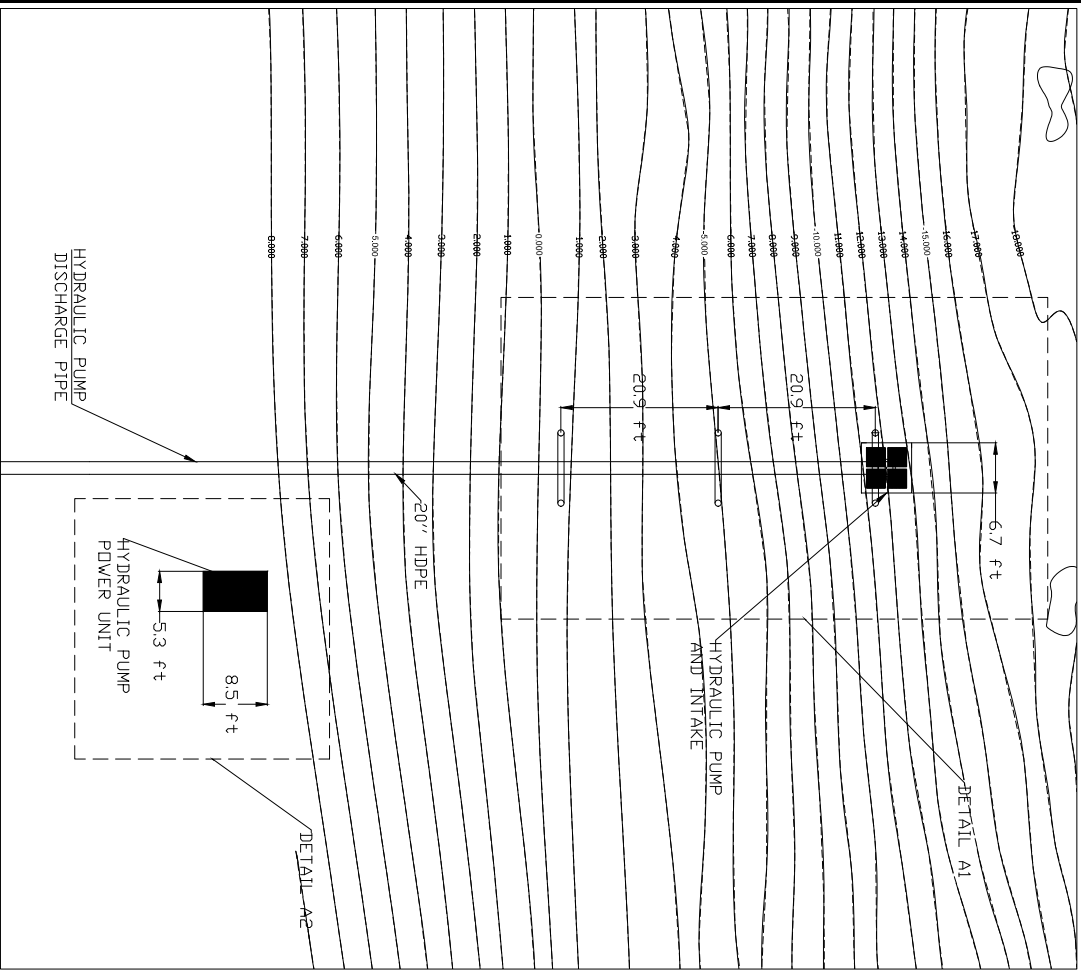 -18.000
17.000
16.000
-15.000
14.000
13.000
12.000
11.000
-10.000
9.000
8.000
7.000
6.000
-5.000
4.000
3.000
2.000
1.000
0.000
1.000
2.000
3.000
4.000
5.000
6.000
7.000
8.000
6.7 ft
DETAIL A1
20.9 ft
20.9 ft
HYDRAULIC PUMP
AND INTAKE
20'' HDPE
DETAIL A2
8.5 ft
5.3 ft
HYDRAULIC PUMP
POWER UNIT
HYDRAULIC PUMP
DISCHARGE PIPE